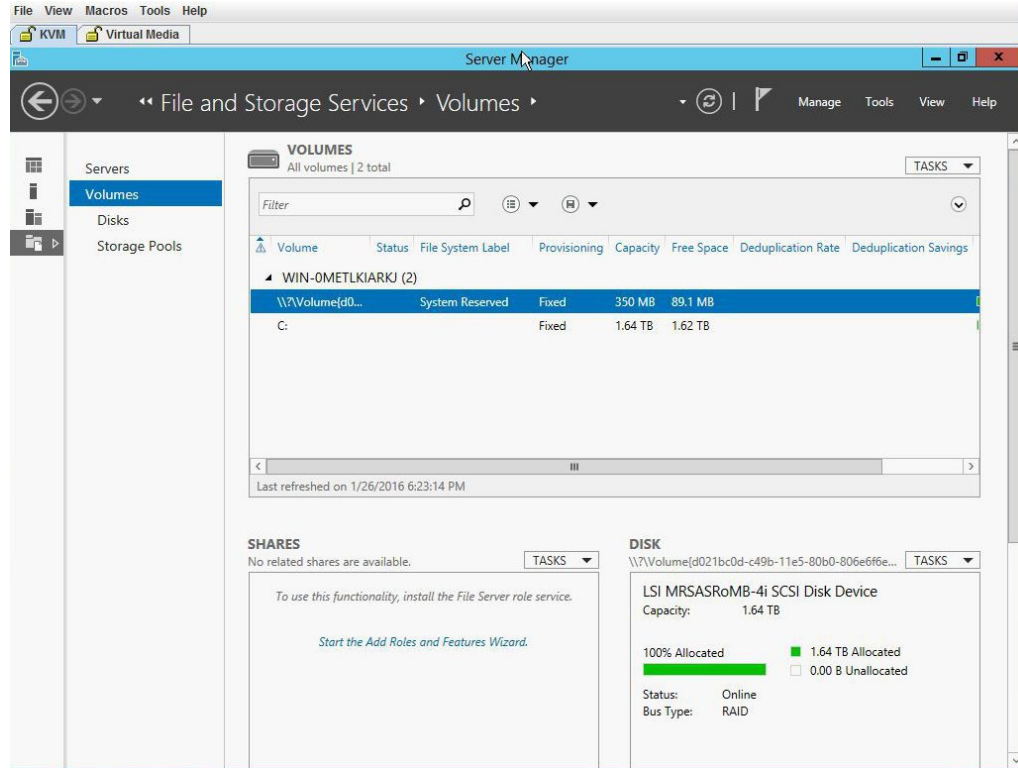 File View Macros Tools Help
KVM Virtual Media
Server Manager
File and Storage Services Volumes Manage Tools View Help
Servers
Volumes
Disks
Storage Pools
VOLUMES
All volumes | 2 total
TASKS
Filter
Volume Status File System Label Provisioning Capacity Free Space Deduplication Rate Deduplication Savings
WIN-0METLKIARKJ (2)
\\?\Volume{d0... System Reserved Fixed 350 MB 89.1 MB
C: Fixed 1.64 TB 1.62 TB
Last refreshed on 1/26/2016 6:23:14 PM
SHARES
No related shares are available.
TASKS
To use this functionality, install the File Server role service.
Start the Add Roles and Features Wizard.
DISK
\\?\Volume{d021bc0d-c49b-11e5-80b0-806e6f6e...
TASKS
LSI MRSASRoMB-4i SCSI Disk Device
Capacity: 1.64 TB
100% Allocated
1.64 TB Allocated
0.00 B Unallocated
Status: Online
Bus Type: RAID